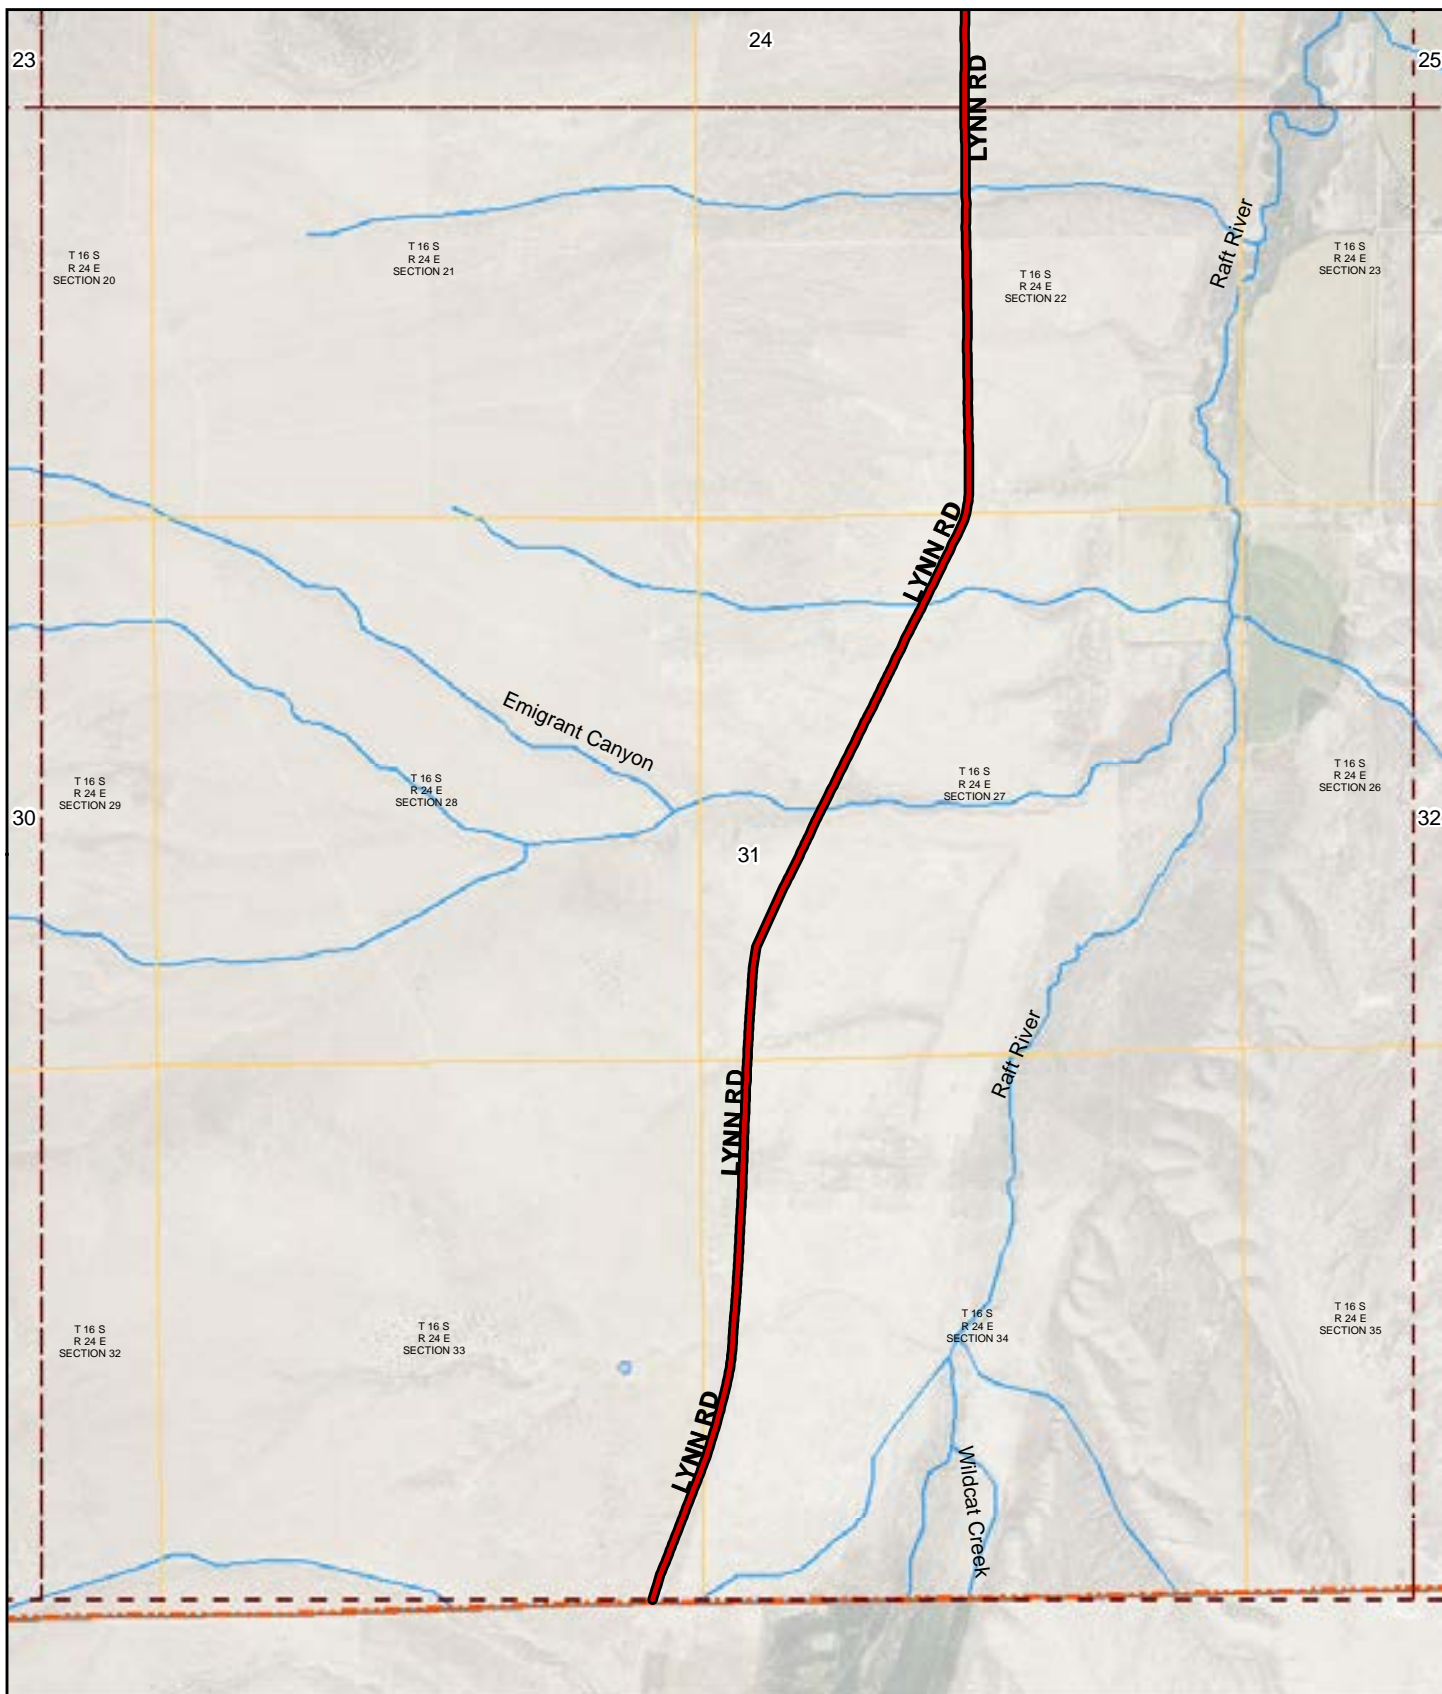 24
23
25
LYNN RD
Raft River
T 16 S
R 24 E
SECTION 20
T 16 S
R 24 E
SECTION 21
T 16 S
R 24 E
SECTION 22
T 16 S
R 24 E
SECTION 23
LYNN RD
Emigrant Canyon
T 16 S
R 24 E
SECTION 29
T 16 S
R 24 E
SECTION 28
T 16 S
R 24 E
SECTION 27
T 16 S
R 24 E
SECTION 26
30
32
31
Raft River
LYNN RD
T 16 S
R 24 E
SECTION 32
T 16 S
R 24 E
SECTION 33
T 16 S
R 24 E
SECTION 34
T 16 S
R 24 E
SECTION 35
LYNN RD
Wildcat Creek